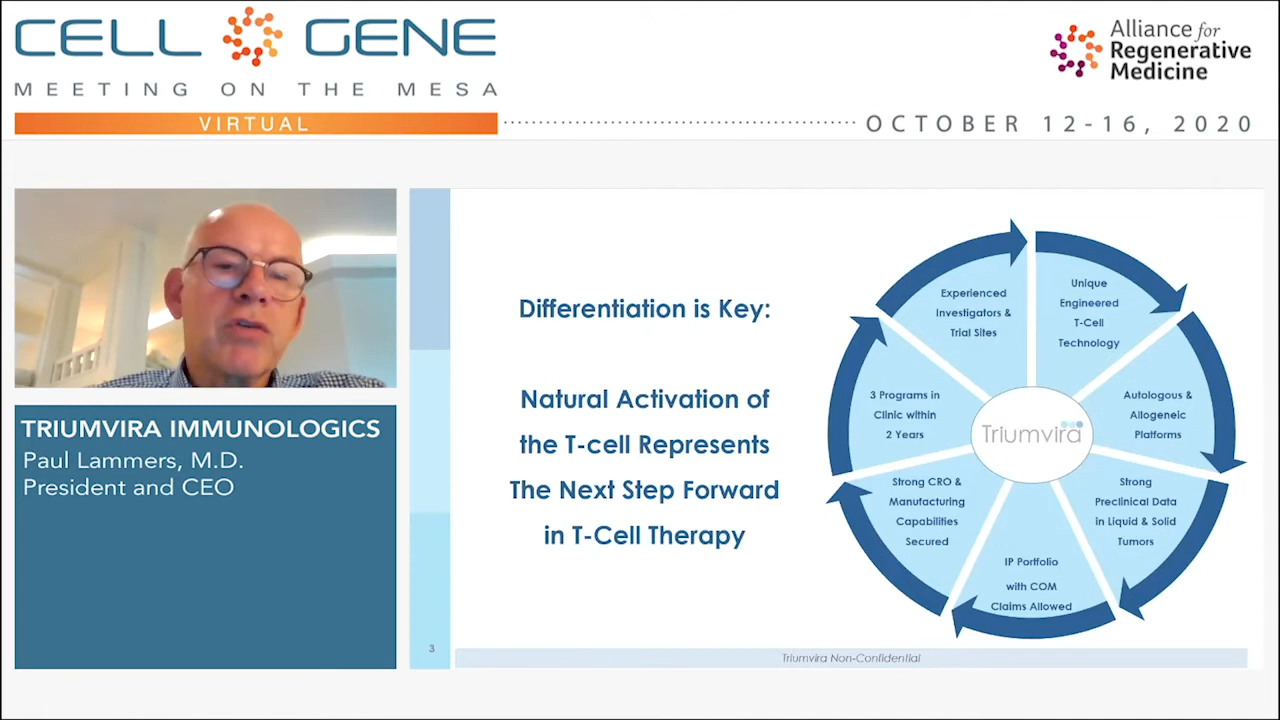 CELL GENE
MEETING ON THE MESA
VIRTUAL
Alliance for
Regenerative
Medicine
OCTOBER 12-16, 2020
TRIUMVIRA IMMUNOLOGICS
Paul Lammers, M.D.
President and CEO
Differentiation is Key:
Natural Activation of
the T-cell Represents
The Next Step Forward
in T-Cell Therapy
Unique
Engineered
T-Cell
Technology
Autologous &
Allogeneic
Platforms
Strong
Preclinical Data
in Liquid & Solid
Tumors
IP Portfolio
with COM
Claims Allowed
Strong CRO &
Manufacturing
Capabilities
Secured
3 Programs in
Clinic within
2 Years
Experienced
Investigators &
Trial Sites
Triumvira
3
Triumvira Non-Confidential